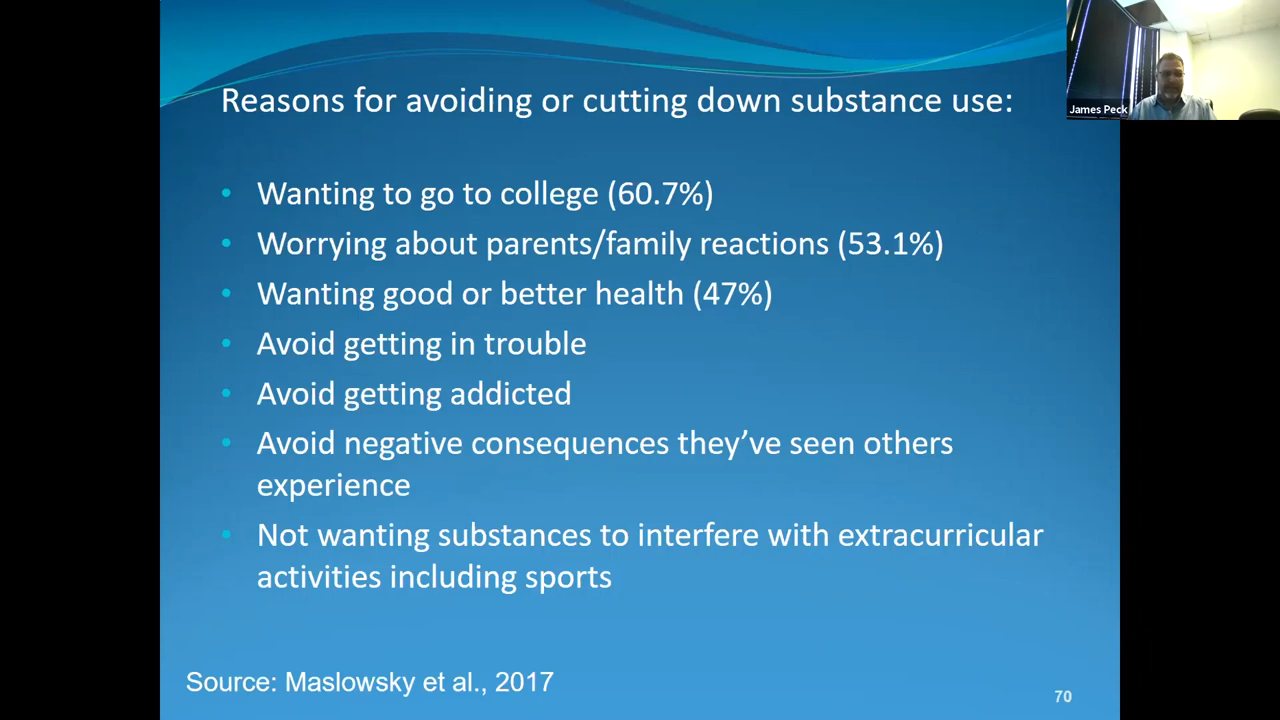 James Peck
Reasons for avoiding or cutting down substance use:
• Wanting to go to college (60.7%)
• Worrying about parents/family reactions (53.1%)
• Wanting good or better health (47%)
• Avoid getting in trouble
• Avoid getting addicted
• Avoid negative consequences they’ve seen others
experience
• Not wanting substances to interfere with extracurricular
activities including sports
Source: Maslowsky et al., 2017
70